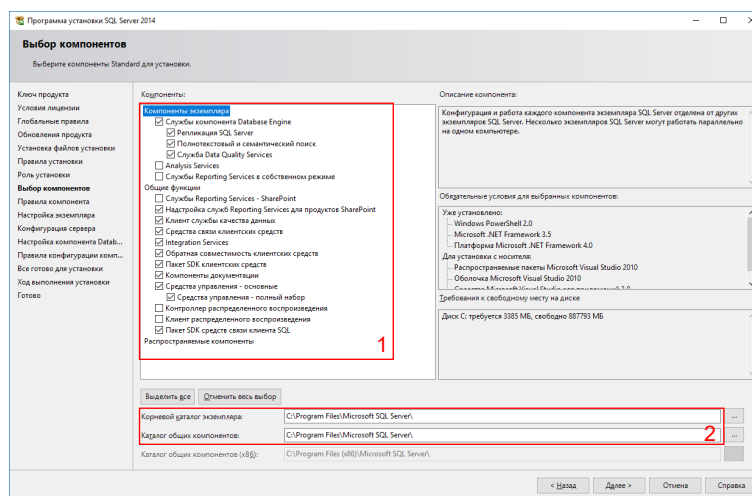 Программа установки SQL Server 2014
Выбор компонентов
Выберите компоненты Standard для установки.
Ключ продукта
Условия лицензии
Глобальные правила
Обновления продукта
Установка файлов установки
Правила установки
Роль установки
Выбор компонентов
Правила компонента
Настройка экземпляра
Конфигурация сервера
Настройка компонента Datab...
Правила конфигурации комп...
Все готово для установки
Ход выполнения установки
Готово
Компоненты:
Компоненты экземпляра
Службы компонента Database Engine
Репликация SQL Server
Полнотекстовый и семантический поиск
Служба Data Quality Services
Analysis Services
Службы Reporting Services в собственном режиме
Общие функции
Службы Reporting Services - SharePoint
Надстройка служб Reporting Services для продуктов SharePoint
Клиент службы качества данных
Средства связи клиентских средств
Integration Services
Обратная совместимость клиентских средств
Пакет SDK клиентских средств
Компоненты документации
Средства управления - основные
Средства управления - полный набор
Контроллер распределенного воспроизведения
Клиент распределенного воспроизведения
Пакет SDK средств связи клиента SQL
Распространяемые компоненты
1
Описание компонента:
Конфигурация и работа каждого компонента экземпляра SQL Server отделена от других
экземпляров SQL Server. Несколько экземпляров SQL Server могут работать параллельно
на одном компьютере.
Обязательные условия для выбранных компонентов:
Уже установлено:
Windows PowerShell 2.0
Microsoft .NET Framework 3.5
Платформа Microsoft .NET Framework 4.0
Для установки с носителя:
Распространяемые пакеты Microsoft Visual Studio 2010
Оболочка Microsoft Visual Studio 2010
Требования к свободному месту на диске
Диск C: требуется 3385 МБ, свободно 887793 МБ
Выделить все
Отменить весь выбор
Корневой каталог экземпляра:
C:\Program Files\Microsoft SQL Server\
...
Каталог общих компонентов:
C:\Program Files\Microsoft SQL Server\
2
...
Каталог общих компонентов (x86):
C:\Program Files (x86)\Microsoft SQL Server\
...
< Назад
Далее >
Отмена
Справка